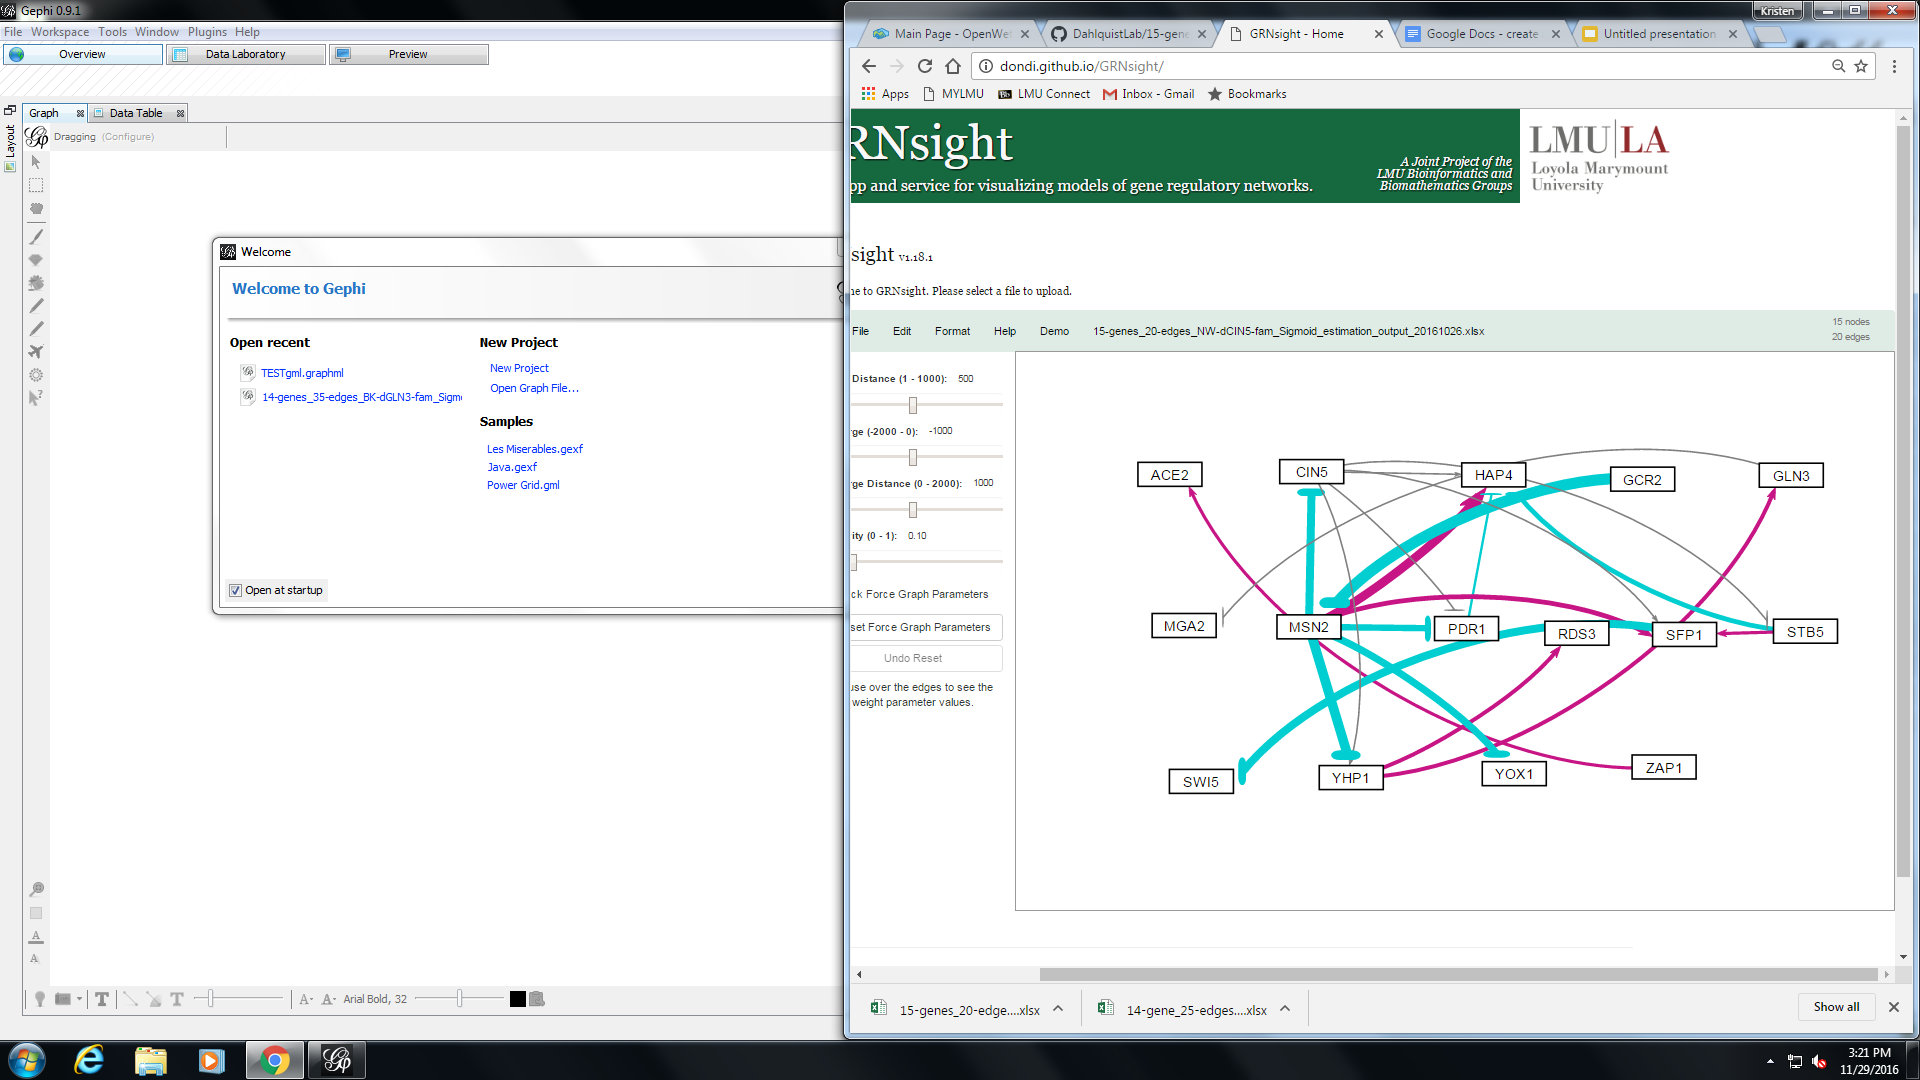 Gephi 0.9.1
File Workspace Tools Window Plugins Help
Overview Data Laboratory Preview
Graph Data Table
Dragging (Configure)
Layout
Welcome
Welcome to Gephi
Open recent
TESTgml.graphml
14-genes_35-edges_BK-dGLN3-fam_Sigm
New Project
New Project
Open Graph File...
Samples
Les Miserables.gexf
Java.gexf
Power Grid.gml
Open at startup
Arial Bold, 32
Kristen
Main Page - OpenWet
DahlquistLab/15-gene
GRNsight - Home
Google Docs - create
Untitled presentation
dondi.github.io/GRNsight/
Apps MYLMU LMU Connect Inbox - Gmail Bookmarks
RNsight
pp and service for visualizing models of gene regulatory networks.
A Joint Project of the
LMU Bioinformatics and
Biomathematics Groups
LMU|LA
Loyala Marymount
University
sight v1.18.1
ne to GRNsight. Please select a file to upload.
File Edit Format Help Demo 15-genes_20-edges_NW-dCIN5-fam_Sigmoid_estimation_output_20161026.xlsx
15 nodes
20 edges
Distance (1 - 1000): 500
rge (-2000 - 0): -1000
rge Distance (0 - 2000): 1000
ity (0 - 1): 0.10
ck Force Graph Parameters
set Force Graph Parameters
Undo Reset
use over the edges to see the
weight parameter values.
ACE2 CIN5 HAP4 GCR2 GLN3
MGA2 MSN2 PDR1 RDS3 SFP1 STB5
SWI5 YHP1 YOX1 ZAP1
15-genes_20-edge....xlsx
14-gene_25-edges....xlsx
Show all
3:21 PM
11/29/2016